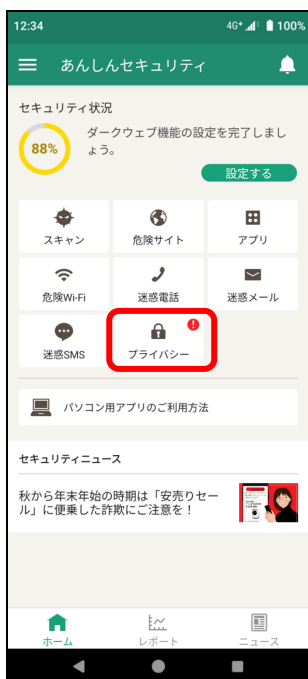 12:34 4G+ 100%
あんしんセキュリティ
セキュリティ状況
88%
ダークウェブ機能の設定を完了しまし
ょう。
設定する
スキャン 危険サイト アプリ
危険Wi-Fi 迷惑電話 迷惑メール
迷惑SMS プライバシー
パソコン用アプリのご利用方法
セキュリティニュース
秋から年末年始の時期は「安売りセー
ル」に便乗した詐欺にご注意を！
ホーム レポート ニュース